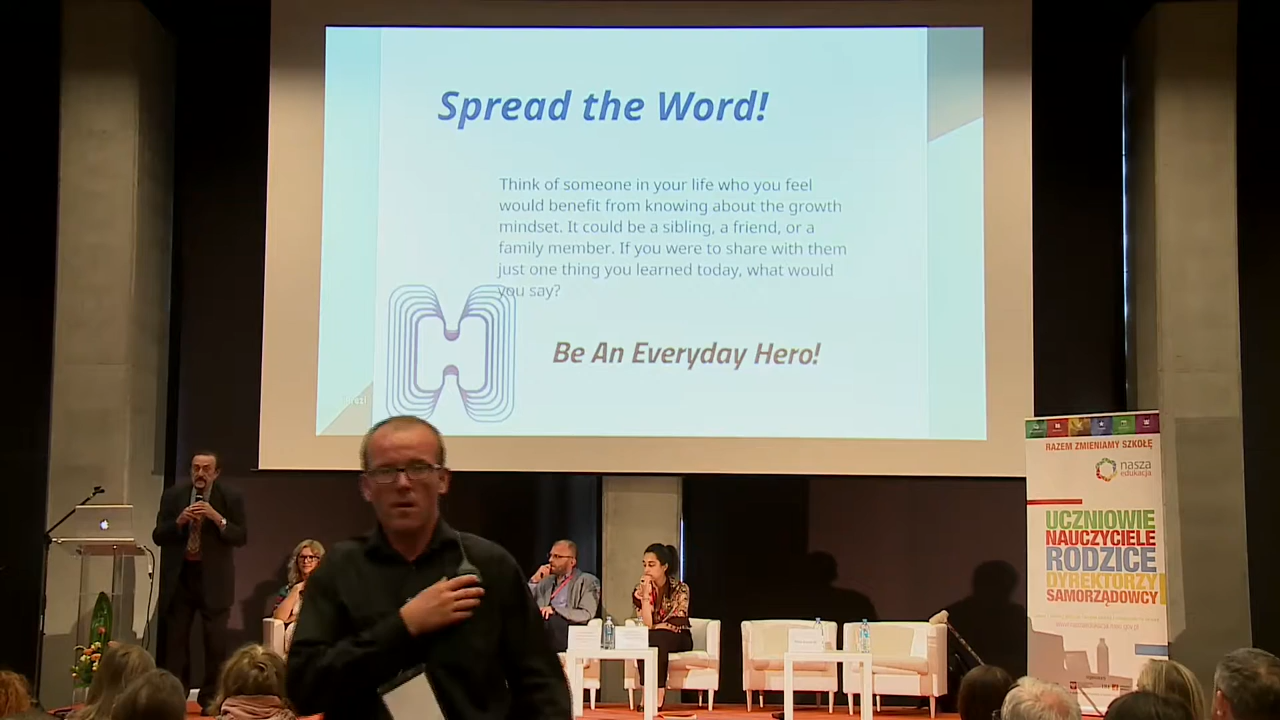 Spread the Word!
Think of someone in your life who you feel
would benefit from knowing about the growth
mindset. It could be a sibling, a friend, or a
family member. If you were to share with them
just one thing you learned today, what would
you say?
Be An Everyday Hero!
RAZEM ZMIENIAMY SZKOŁĘ
nasza
edukacja
UCZNIOWIE
NAUCZYCIELE
RODZICE
DYREKTORZY
SAMORZĄDOWCY